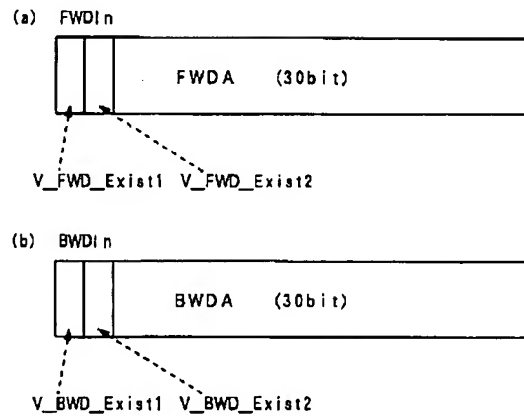 (a) FWDIn
FWDA (30bit)
V_FWD_Exist1 V_FWD_Exist2
(b) BWDIn
BWDA (30bit)
V_BWD_Exist1 V_BWD_Exist2